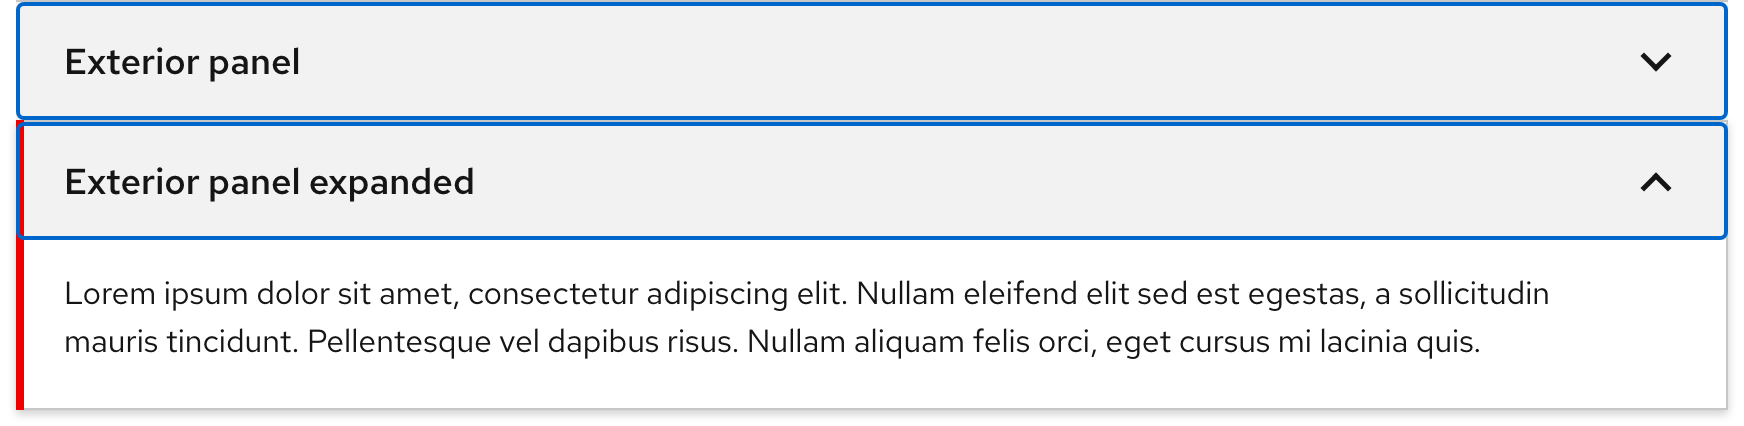 Exterior panel
Exterior panel expanded
Lorem ipsum dolor sit amet, consectetur adipiscing elit. Nullam eleifend elit sed est egestas, a sollicitudin
mauris tincidunt. Pellentesque vel dapibus risus. Nullam aliquam felis orci, eget cursus mi lacinia quis.